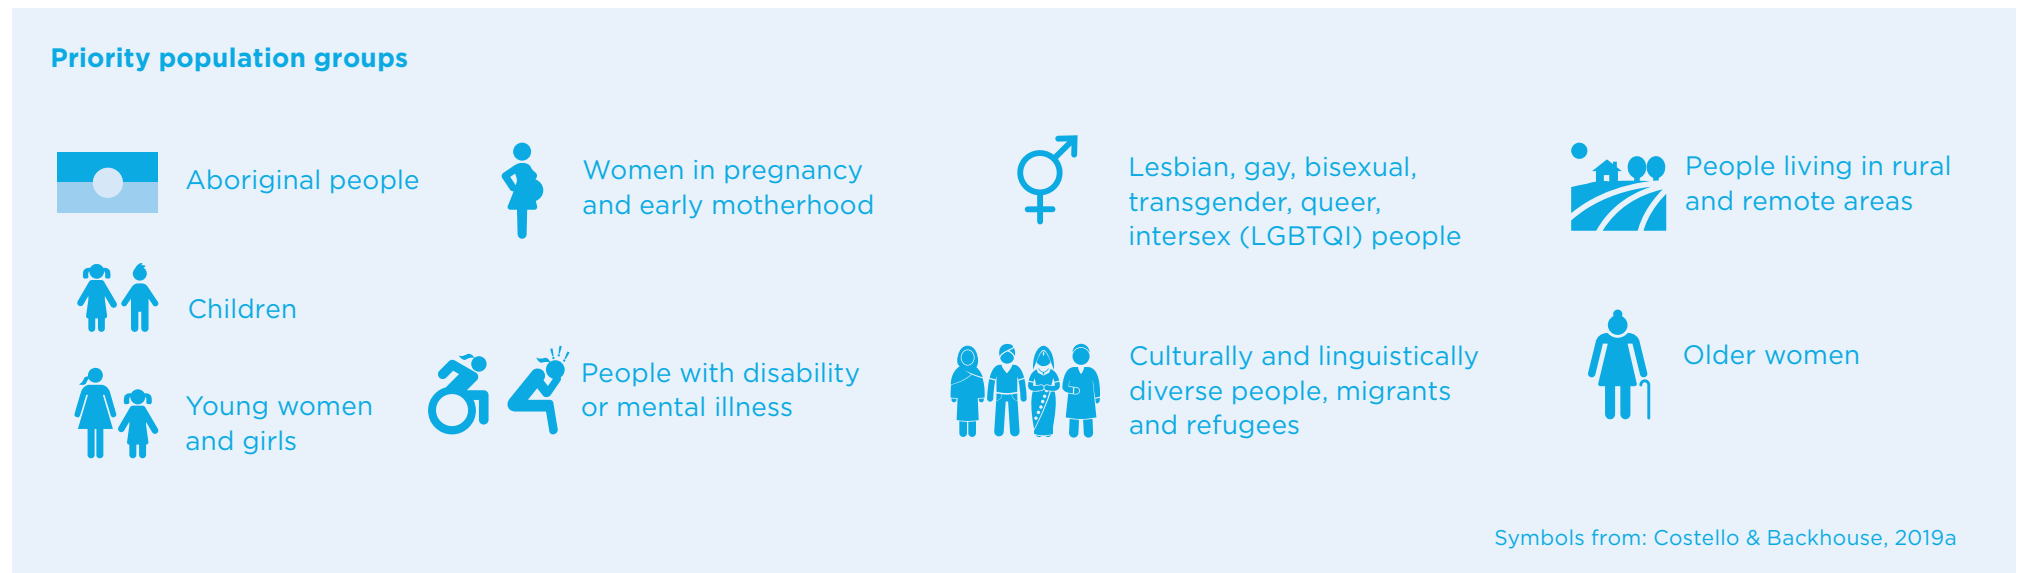 Priority population groups
Aboriginal people
Children
Young women
and girls
Women in pregnancy
and early motherhood
People with disability
or mental illness
Lesbian, gay, bisexual,
transgender, queer,
intersex (LGBTQI) people
Culturally and linguistically
diverse people, migrants
and refugees
People living in rural
and remote areas
Older women
Symbols from: Costello & Backhouse, 2019a